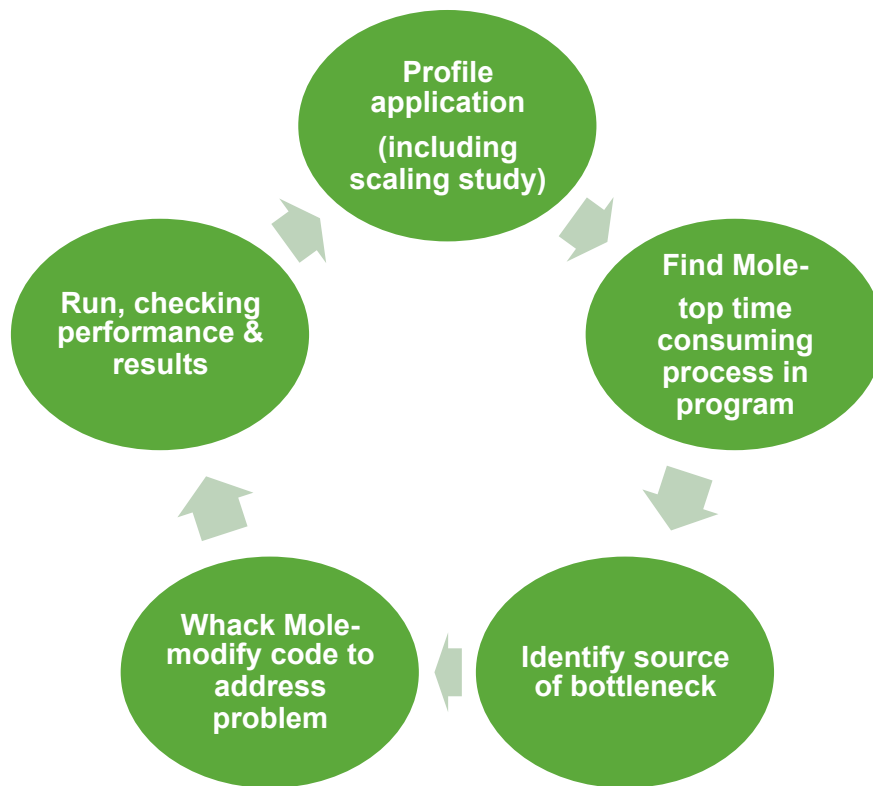 Profile
application
(including
scaling study)
Find Mole-
top time
consuming
process in
program
Identify source
of bottleneck
Whack Mole-
modify code to
address
problem
Run, checking
performance &
results